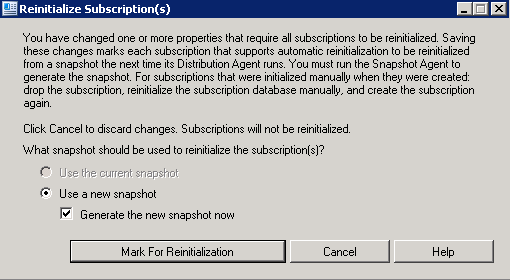 Reinitialize Subscription(s)
You have changed one or more properties that require all subscriptions to be reinitialized. Saving
these changes marks each subscription that supports automatic reinitialization to be reinitialized
from a snapshot the next time its Distribution Agent runs. You must run the Snapshot Agent to
generate the snapshot. For subscriptions that were initialized manually when they were created:
drop the subscription, reinitialize the subscription database manually, and create the subscription
again.
Click Cancel to discard changes. Subscriptions will not be reinitialized.
What snapshot should be used to reinitialize the subscription(s)?
Use the current snapshot
Use a new snapshot
Generate the new snapshot now
Mark For Reinitialization
Cancel
Help